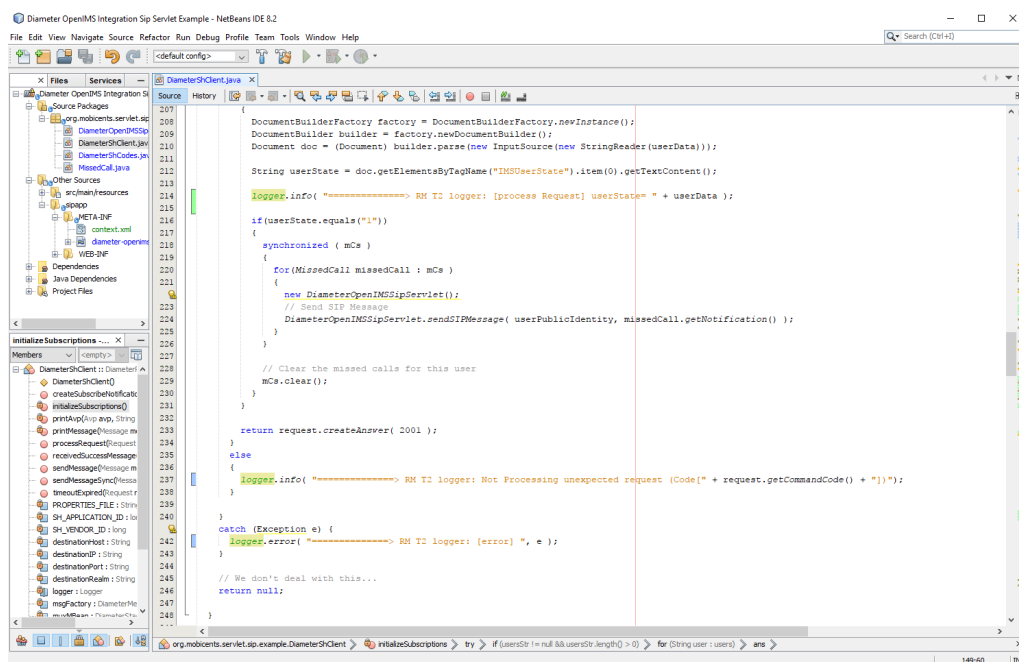 Diameter OpenIMS Integration Sip Servlet Example - NetBeans IDE 8.2
File Edit View Navigate Source Refactor Run Debug Profile Team Tools Window Help
Search (Ctrl+I)
<default config>
Files Services
DiameterShClient.java
Diameter OpenIMS Integration Si
Source Packages
org.mobicents.servlet.sip
DiameterOpenIMSSip
DiameterShClient.java
DiameterShCodes.jav
MissedCall.java
Other Sources
src/main/resources
sipapp
META-INF
context.xml
diameter-openims
WEB-INF
Dependencies
Java Dependencies
Project Files
initializeSubscriptions -...
Members <empty>
DiameterShClient :: DiameterF
DiameterShClient()
createSubscribeNotificatic
initializeSubscriptions()
printAvp(Avp avp, String
printMessage(Message m
processRequest(Request
receivedSuccessMessage
sendMessage(Message m
sendMessageSync(Messa
timeoutExpired(Request r
PROPERTIES_FILE : Strin
SH_APPLICATION_ID : lo
SH_VENDOR_ID : long
destinationHost : String
destinationIP : String
destinationPort : String
destinationRealm : String
logger : Logger
msgFactory : DiameterMe
muxMBean : DiameterSta
Source History
207 {
208 DocumentBuilderFactory factory = DocumentBuilderFactory.newInstance();
209 DocumentBuilder builder = factory.newDocumentBuilder();
210 Document doc = (Document) builder.parse(new InputSource(new StringReader(userData)));
211
212 String userState = doc.getElementsByTagName("IMSUserState").item(0).getTextContent();
213
214 logger.info( "==============> RM T2 logger: [process Request] userState= " + userData );
215
216 if(userState.equals("1"))
217 {
218 synchronized ( mCs )
219 {
220 for(MissedCall missedCall : mCs )
221 {
new DiameterOpenIMSSipServlet();
223 // Send SIP Message
224 DiameterOpenIMSSipServlet.sendSIPMessage( userPublicIdentity, missedCall.getNotification() );
225 }
226 }
227
228 // Clear the missed calls for this user
229 mCs.clear();
230 }
231 }
232
233 return request.createAnswer( 2001 );
234 }
235 else
236 {
237 logger.info( "==============> RM T2 logger: Not Processing unexpected request (Code[" + request.getCommandCode() + "])");
238 }
239
240 }
catch (Exception e) {
242 logger.error( "==============> RM T2 logger: [error] ", e );
243 }
244
245 // We don't deal with this...
246 return null;
247
248 }
org.mobicents.servlet.sip.example.DiameterShClient initializeSubscriptions try if (usersStr != null && usersStr.length() > 0) for (String user : users) ans
149:60 IN